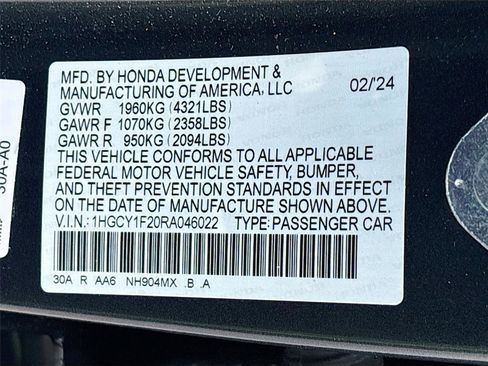 MFD. BY HONDA DEVELOPMENT &
MANUFACTURING OF AMERICA, LLC 02/'24
GVWR 1960KG (4321LBS)
GAWR F 1070KG (2358LBS)
GAWR R 950KG (2094LBS)
THIS VEHICLE CONFORMS TO ALL APPLICABLE
FEDERAL MOTOR VEHICLE SAFETY, BUMPER,
AND THEFT PREVENTION STANDARDS IN EFFECT
ON THE DATE OF MANUFACTURE SHOWN ABOVE.
V.I.N.: 1HGCY1F20RA046022 TYPE: PASSENGER CAR
30A R AA6 NH904MX .B .A
30A-A0